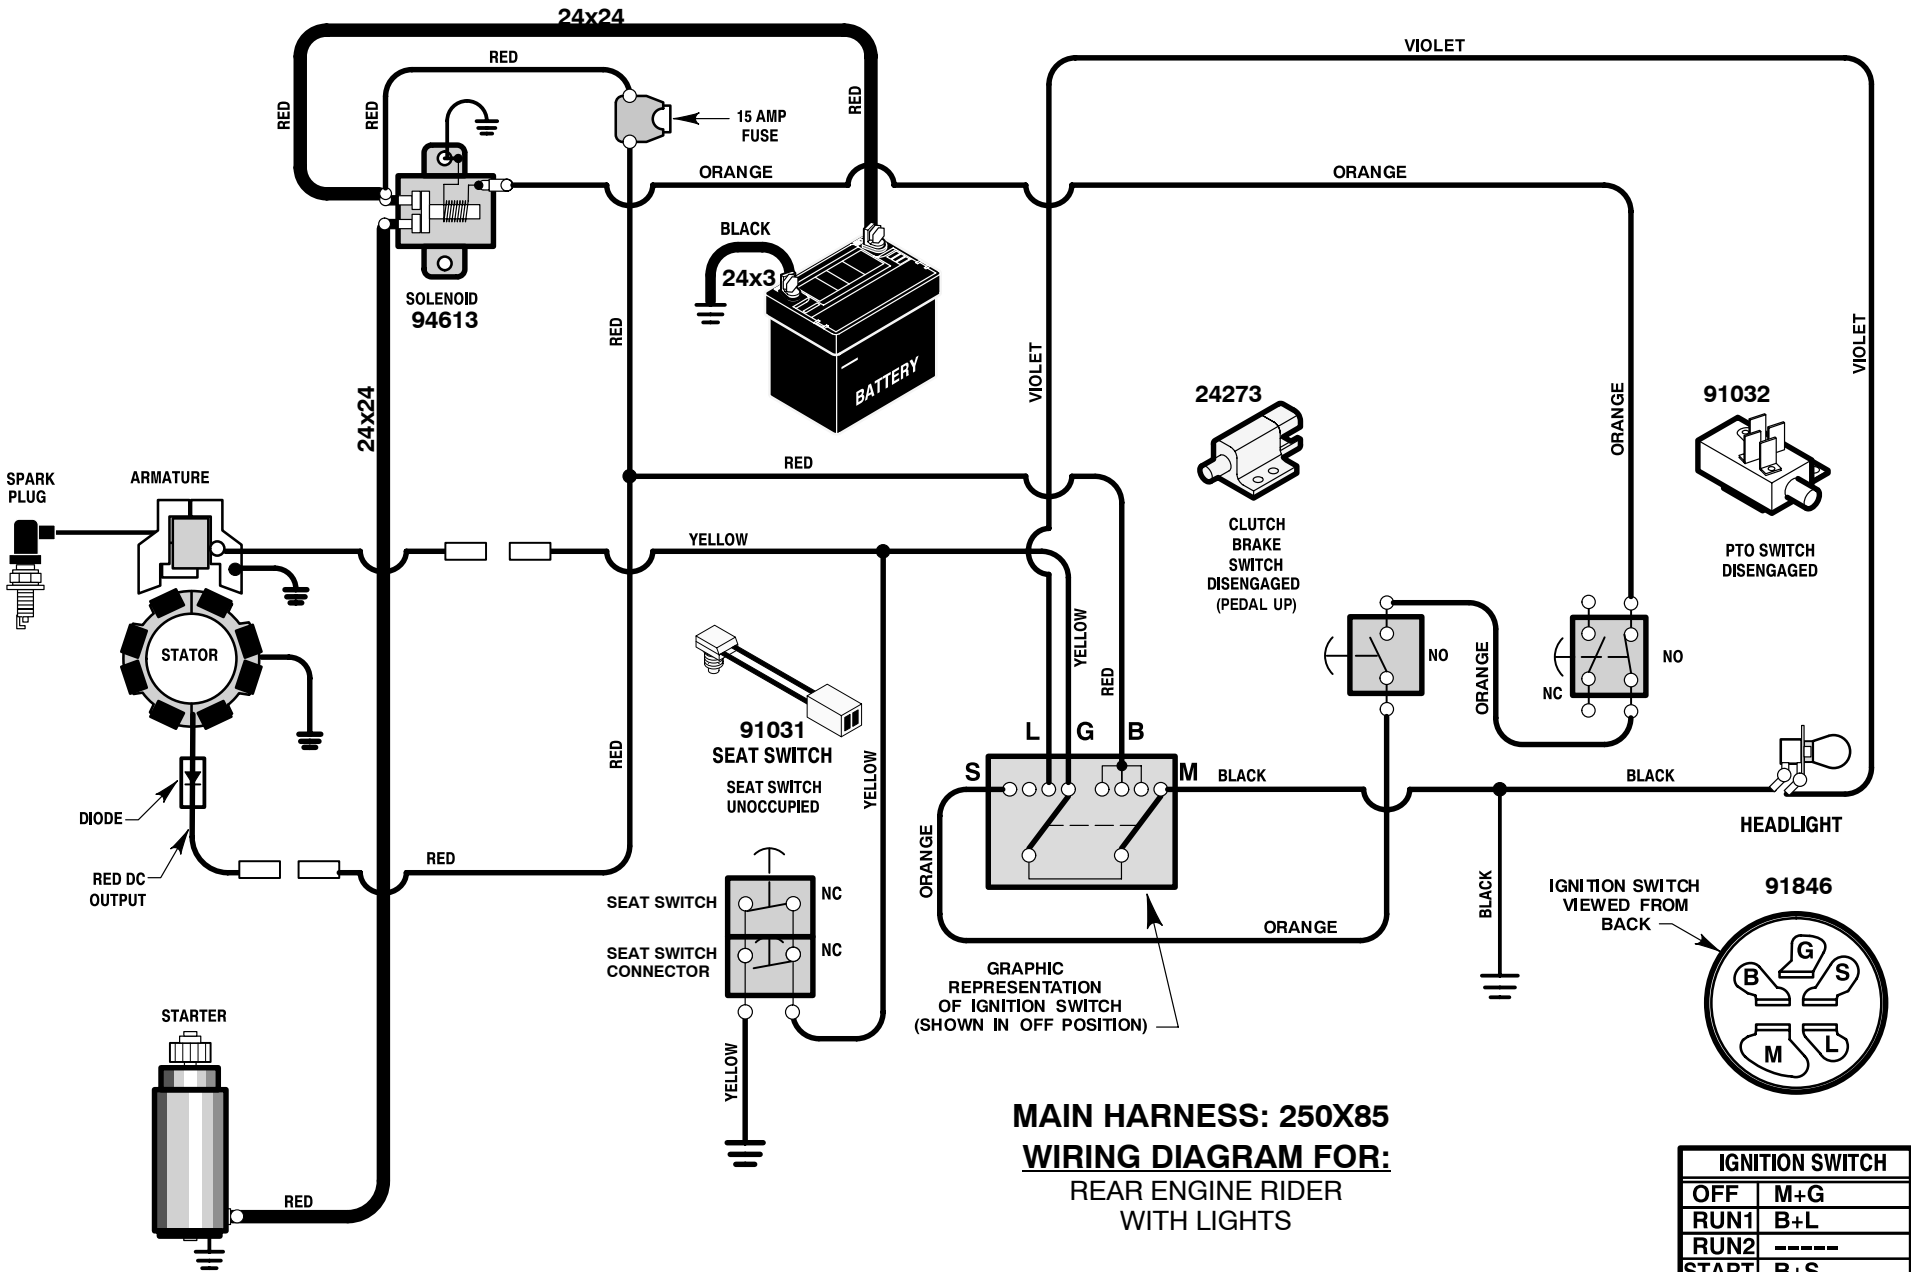 24x24
RED
VIOLET
RED
RED
RED
15 AMP
FUSE
ORANGE
ORANGE
BLACK
24x3
SOLENOID
94613
RED
BATTERY
VIOLET
VIOLET
24x24
24273
91032
ORANGE
SPARK
PLUG
ARMATURE
RED
CLUTCH
BRAKE
SWITCH
DISENGAGED
(PEDAL UP)
PTO SWITCH
DISENGAGED
YELLOW
STATOR
YELLOW
RED
NO
ORANGE
NC
NO
91031
SEAT SWITCH
SEAT SWITCH
UNOCCUPIED
RED
YELLOW
L
G
B
S
M
BLACK
BLACK
DIODE
HEADLIGHT
RED DC
OUTPUT
RED
ORANGE
BLACK
IGNITION SWITCH
VIEWED FROM
BACK
91846
SEAT SWITCH
NC
SEAT SWITCH
CONNECTOR
NC
ORANGE
G
B
S
M
L
GRAPHIC
REPRESENTATION
OF IGNITION SWITCH
(SHOWN IN OFF POSITION)
STARTER
YELLOW
RED
MAIN HARNESS: 250X85
WIRING DIAGRAM FOR:
REAR ENGINE RIDER
WITH LIGHTS
IGNITION SWITCH
OFF M+G
RUN1 B+L
RUN2 -----
START B+S